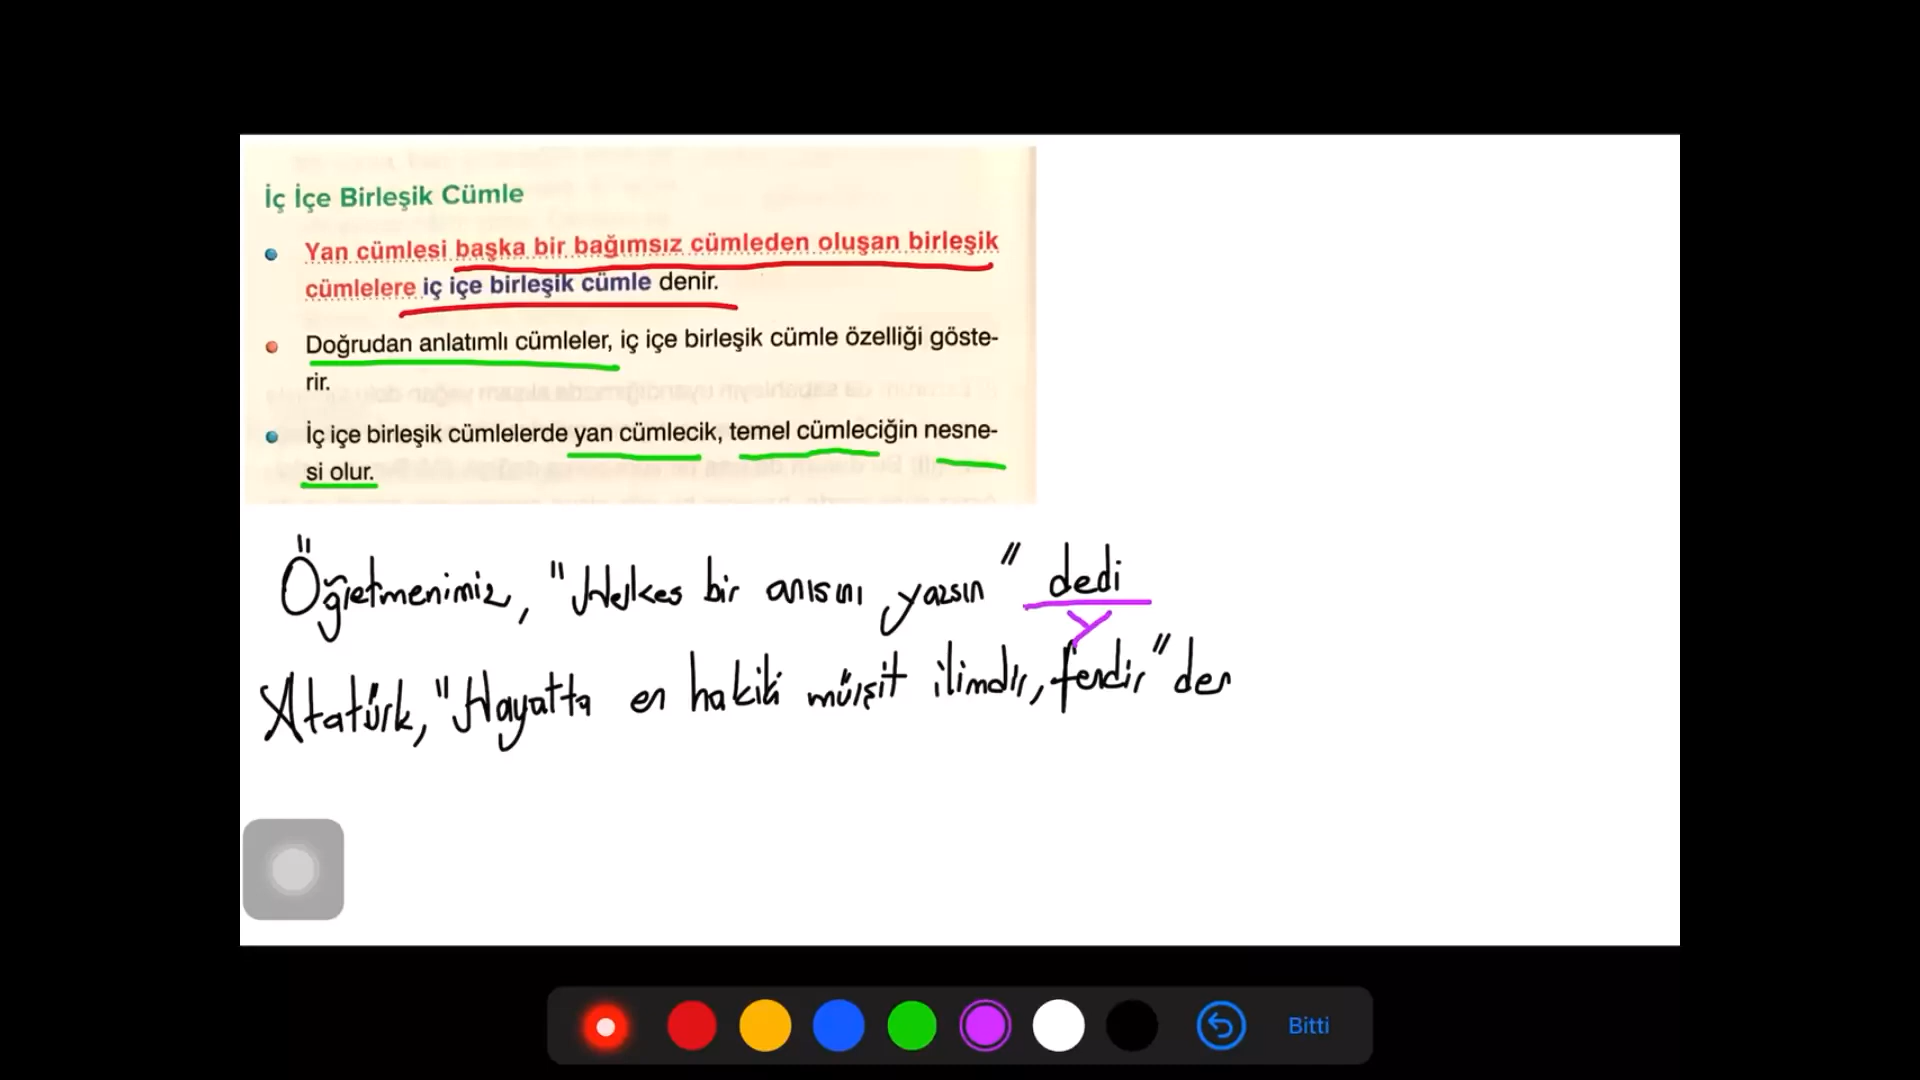 İç İçe Birleşik Cümle
Yan cümlesi başka bir bağımsız cümleden oluşan birleşik
cümlelere iç içe birleşik cümle denir.
Doğrudan anlatımlı cümleler, iç içe birleşik cümle özelliği göste-
rir.
İç içe birleşik cümlelerde yan cümlecik, temel cümleciğin nesne-
si olur.
Öğretmenimiz, "Herkes bir anısını yazsın" dedi
Y
Atatürk, "Hayatta en hakiki mürşit ilimdir, fendir" der
Bitti